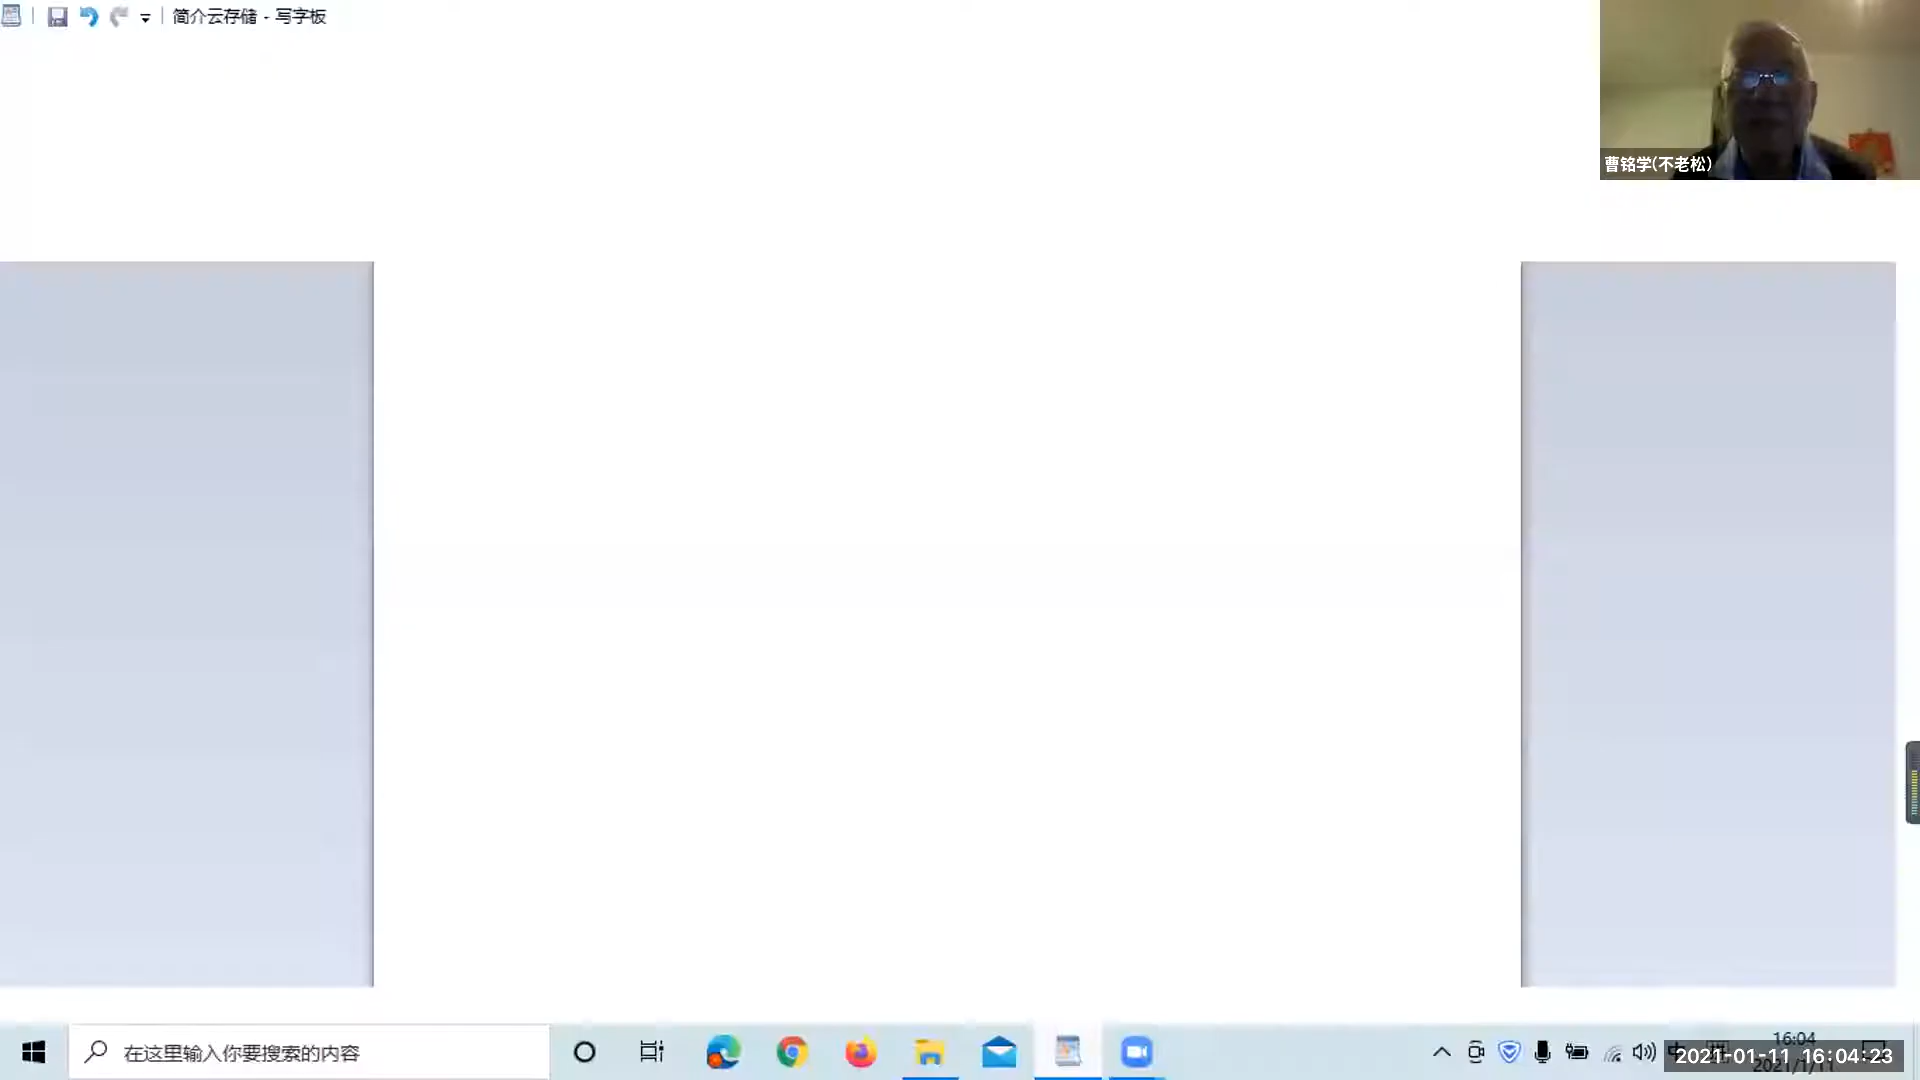 简介云存储 - 写字板
曹铭学(不老松)
在这里输入你要搜索的内容
16:04
2021-01-11 16:04:23